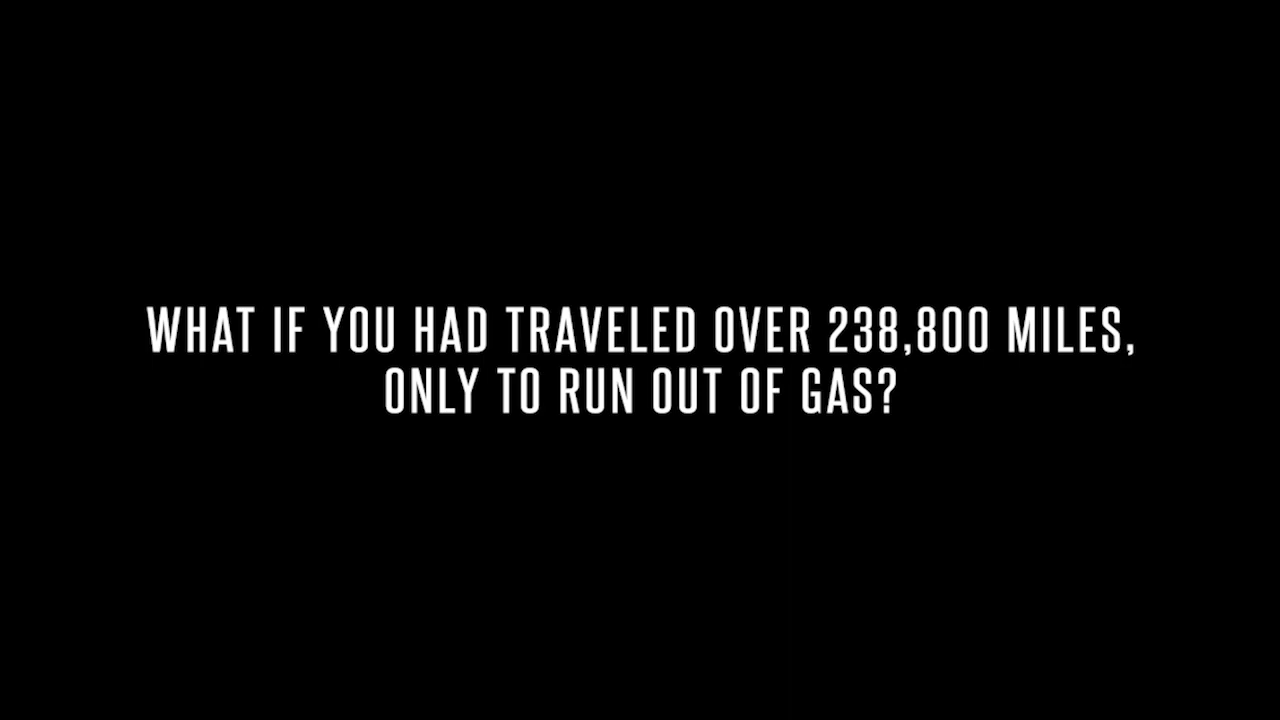 WHAT IF YOU HAD TRAVELED OVER 238,800 MILES,
ONLY TO RUN OUT OF GAS?